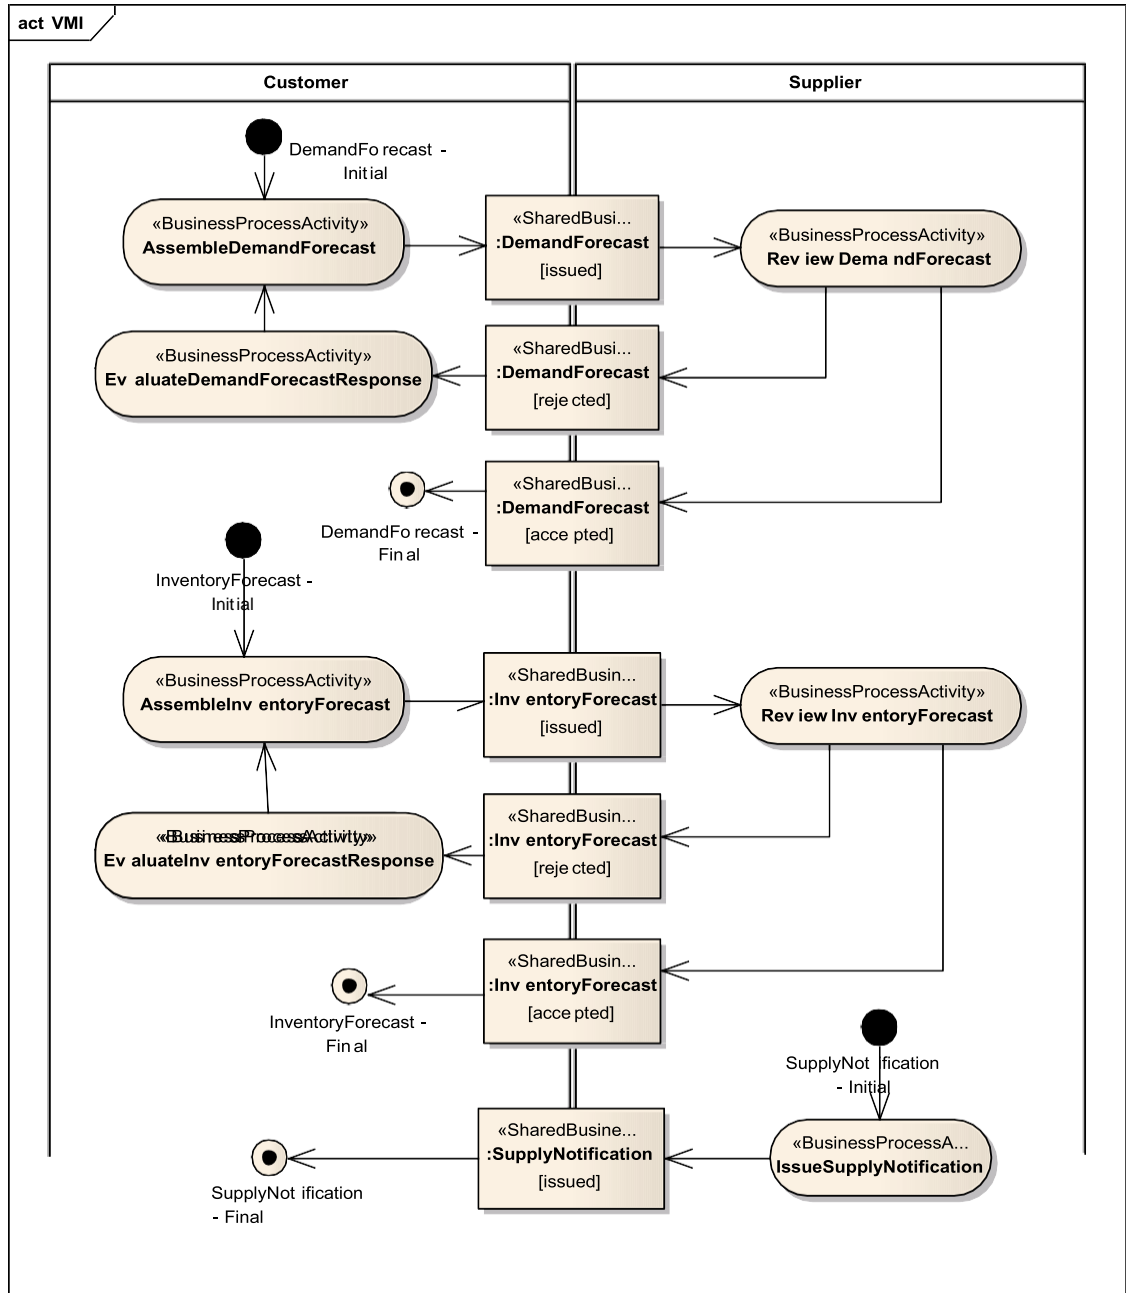 act VMI
Customer
Supplier
DemandFo recast -
Initial
«BusinessProcessActivity»
AssembleDemandForecast
«SharedBusi...
:DemandForecast
[issued]
«BusinessProcessActivity»
Rev iew Dema ndForecast
«BusinessProcessActivity»
Ev aluateDemandForecastResponse
«SharedBusi...
:DemandForecast
[reje cted]
«SharedBusi...
:DemandForecast
[acce pted]
DemandFo recast -
Fin al
InventoryForecast -
Initial
«BusinessProcessActivity»
AssembleInv entoryForecast
«SharedBusin...
:Inv entoryForecast
[issued]
«BusinessProcessActivity»
Rev iew Inv entoryForecast
«BusinessProcessActivity»
Ev aluateInv entoryForecastResponse
«SharedBusin...
:Inv entoryForecast
[reje cted]
«SharedBusin...
:Inv entoryForecast
[acce pted]
InventoryForecast -
Fin al
SupplyNot ification
- Initial
«BusinessProcessA...
IssueSupplyNotification
«SharedBusine...
:SupplyNotification
[issued]
SupplyNot ification
- Final